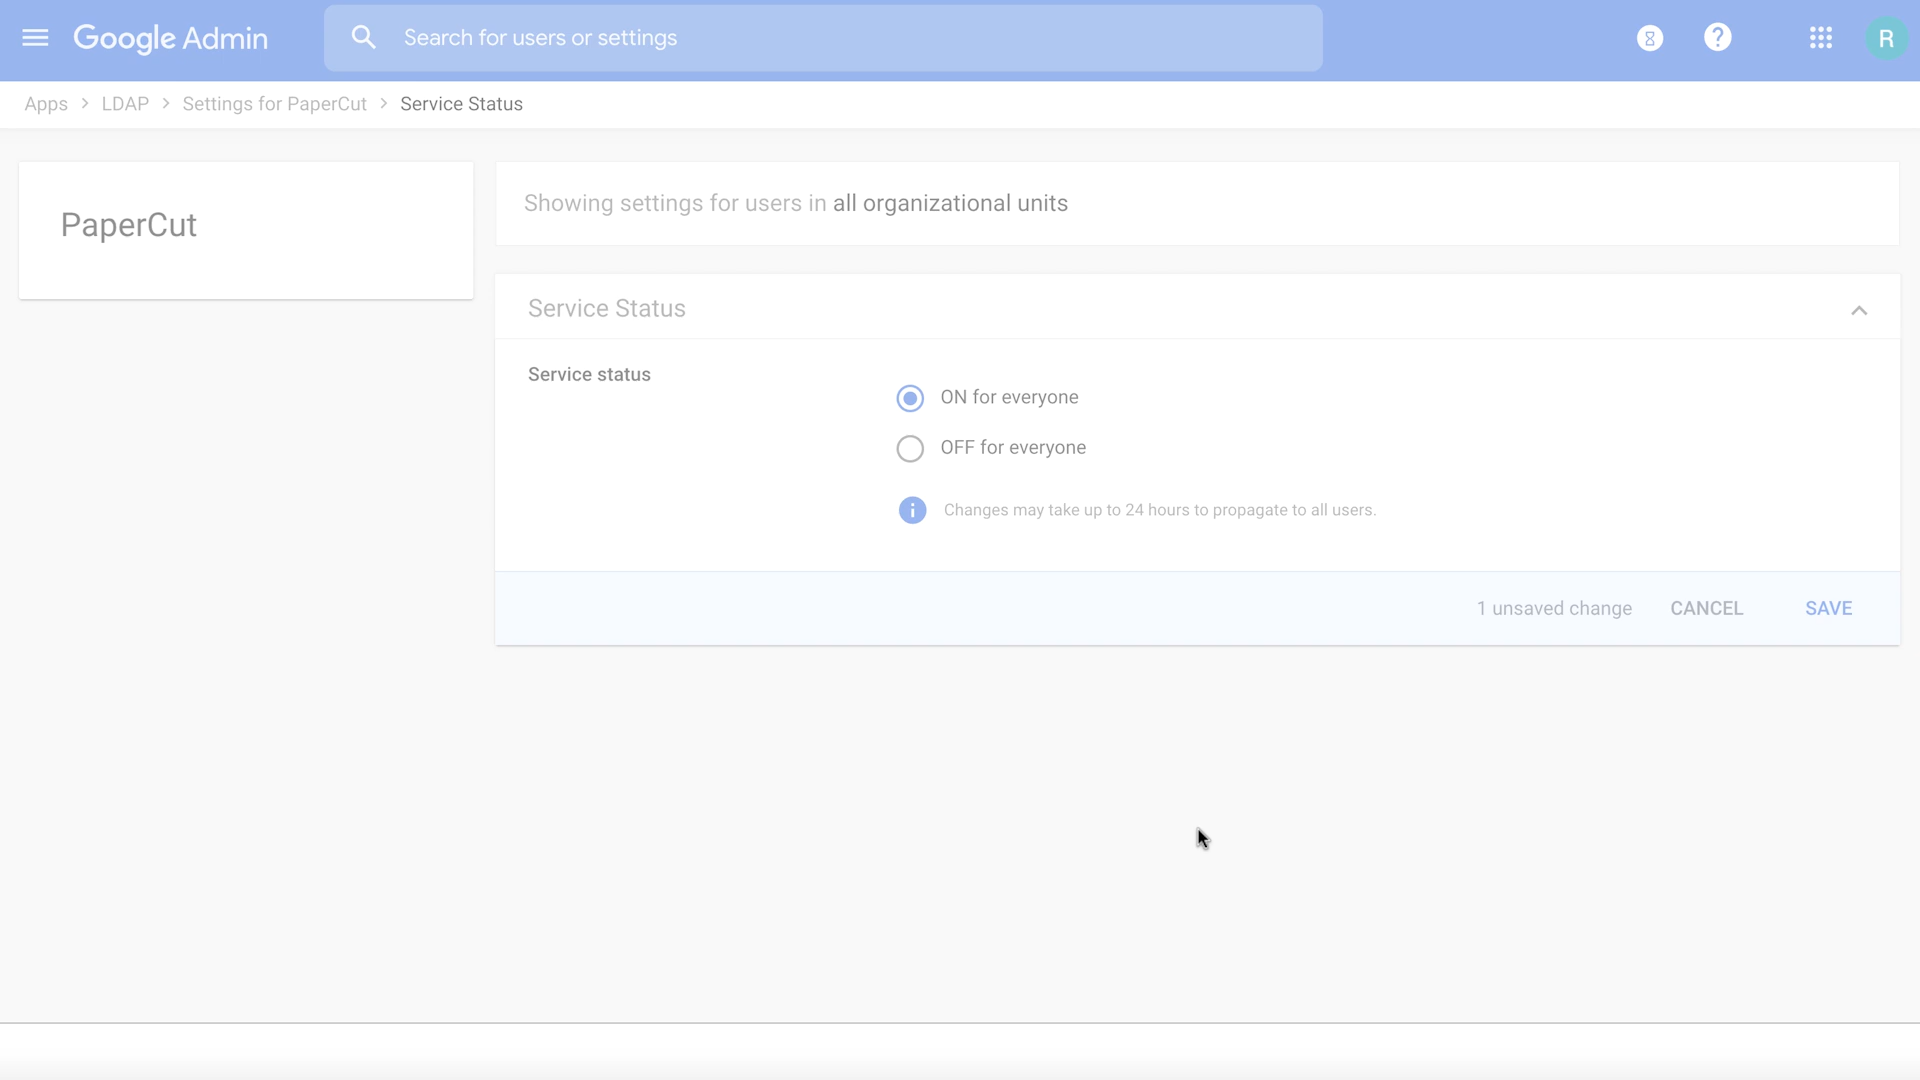 Google Admin
Search for users or settings
?
R
Apps > LDAP > Settings for PaperCut > Service Status
PaperCut
Showing settings for users in all organizational units
Service Status
Service status
ON for everyone
OFF for everyone
i Changes may take up to 24 hours to propagate to all users.
1 unsaved change CANCEL SAVE